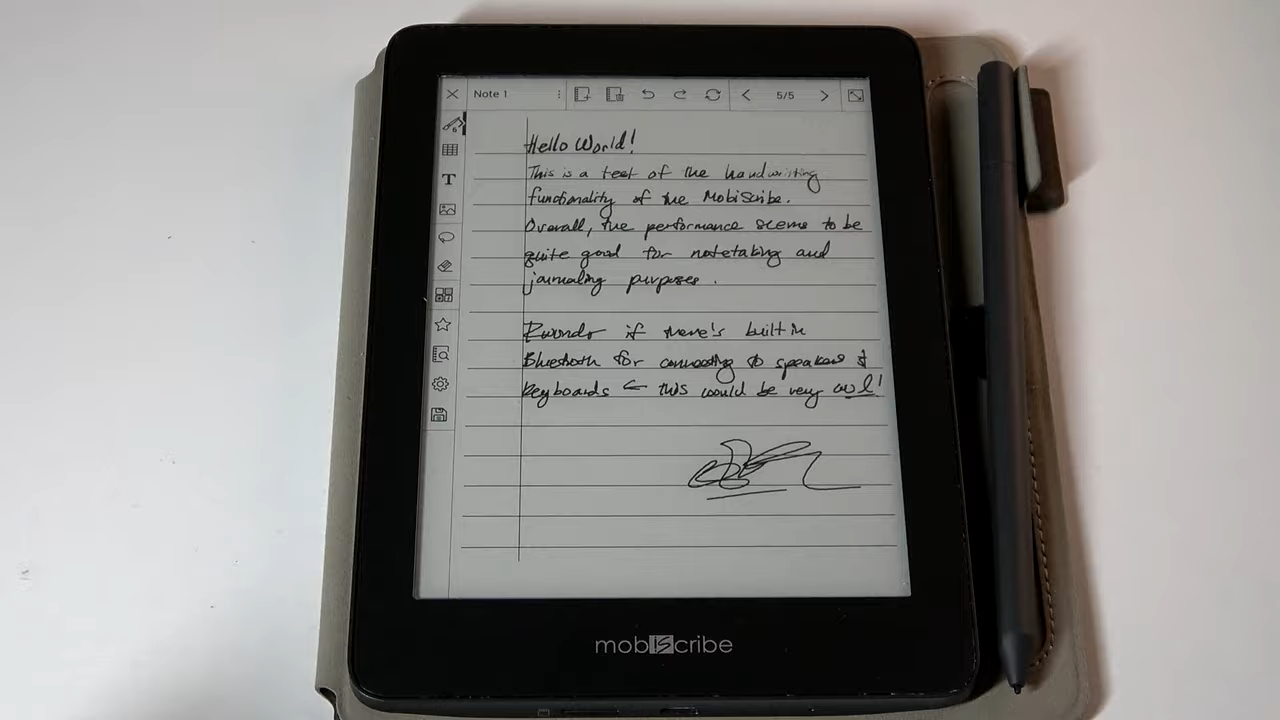 Note 1
5/5
T
Hello World!
This is a test of the handwriting
functionality of the MobiScribe.
Overall, the performance seems to be
quite good for notetaking and
journaling purposes.
I wonder if there's built in
Bluetooth for connecting to speakers &
keyboards ← this would be very cool!
mobiscribe